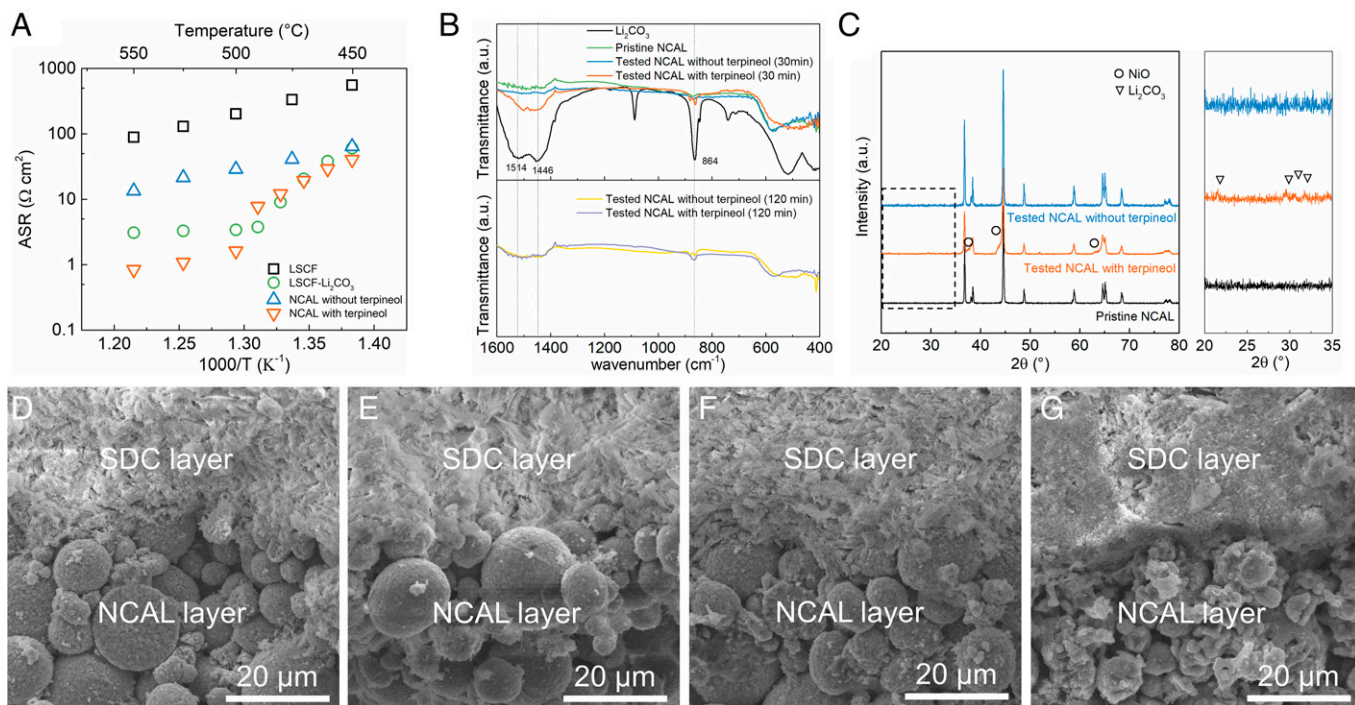 A
Temperature (°C)
550 500 450
1000
100
10
1
0.1
ASR (Ω cm²)
LSCF
LSCF-Li₂CO₃
NCAL without terpineol
NCAL with terpineol
1.20 1.25 1.30 1.35 1.40
1000/T (K⁻¹)
B
Transmittance (a.u.)
Li₂CO₃
Pristine NCAL
Tested NCAL without terpineol (30min)
Tested NCAL with terpineol (30 min)
1514 1446 864
Transmittance (a.u.)
Tested NCAL without terpineol (120 min)
Tested NCAL with terpineol (120 min)
1600 1400 1200 1000 800 600 400
wavenumber (cm⁻¹)
C
Intensity (a.u.)
NiO
Li₂CO₃
Tested NCAL without terpineol
Tested NCAL with terpineol
Pristine NCAL
20 30 40 50 60 70 80
2θ (°)
20 25 30 35
2θ (°)
D
SDC layer
NCAL layer
20 µm
E
SDC layer
NCAL layer
20 µm
F
SDC layer
NCAL layer
20 µm
G
SDC layer
NCAL layer
20 µm